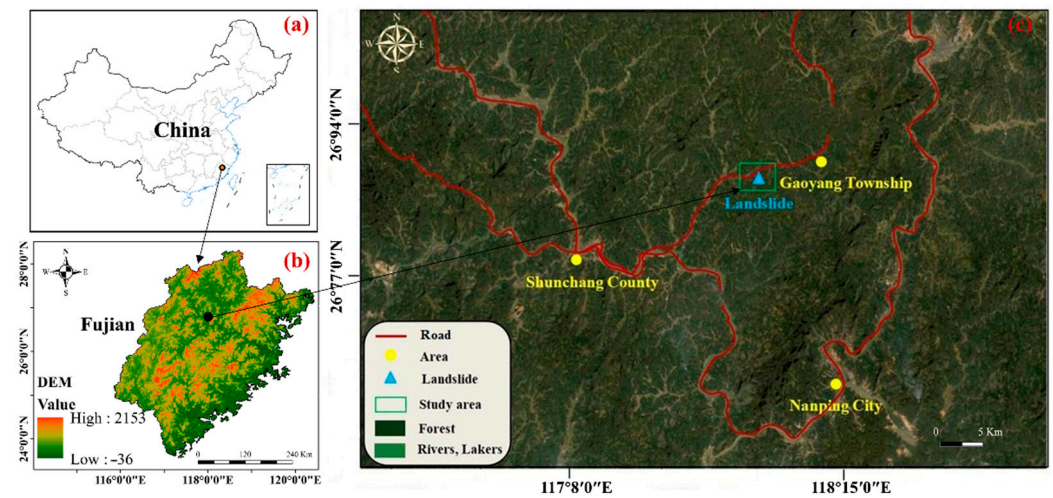 (a)
China
(b)
N
W
E
S
Fujian
28°0′0″N
26°0′0″N
24°0′0″N
DEM
Value
High : 2153
Low : -36
0 120 240 KM
116°0′0″E 118°0′0″E 120°0′0″E
(c)
N
W
E
S
26°94′0″N
26°77′0″N
Gaoyang Township
Landslide
Shunchang County
Nanping City
Road
Area
Landslide
Study area
Forest
Rivers, Lakers
0 5 Km
117°8′0″E 118°15′0″E